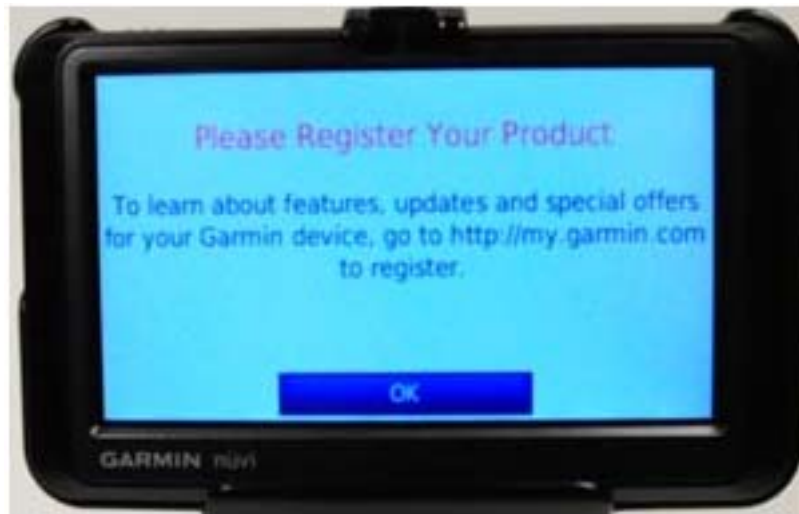 Please Register Your Product
To learn about features, updates and special offers
for your Garmin device, go to http://my.garmin.com
to register.
OK
GARMIN nüvi